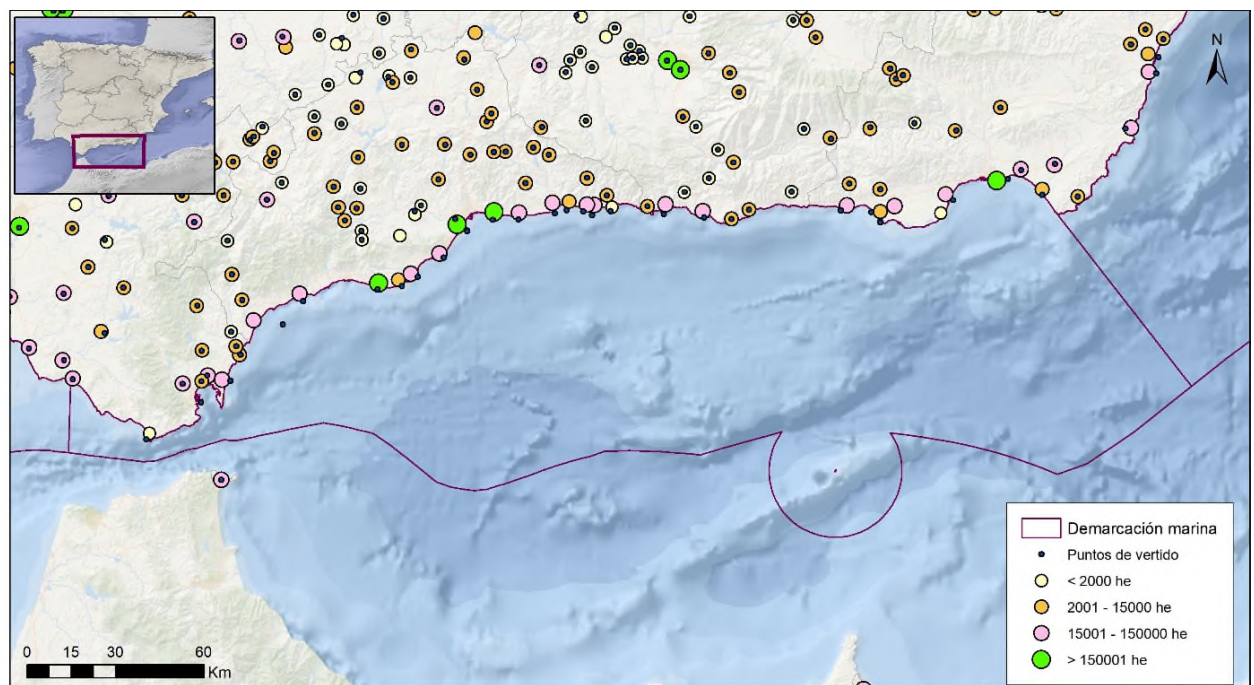 N
Demarcación marina
Puntos de vertido
< 2000 he
2001 - 15000 he
15001 - 150000 he
> 150001 he
0 15 30 60
Km